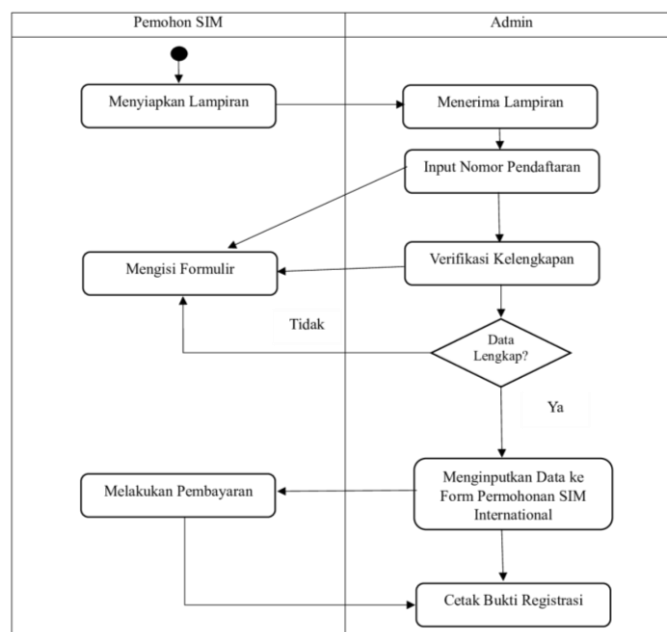 Pemohon SIM
Admin
Menyiapkan Lampiran
Menerima Lampiran
Input Nomor Pendaftaran
Mengisi Formulir
Verifikasi Kelengkapan
Tidak
Data
Lengkap?
Ya
Melakukan Pembayaran
Menginputkan Data ke
Form Permohonan SIM
International
Cetak Bukti Registrasi